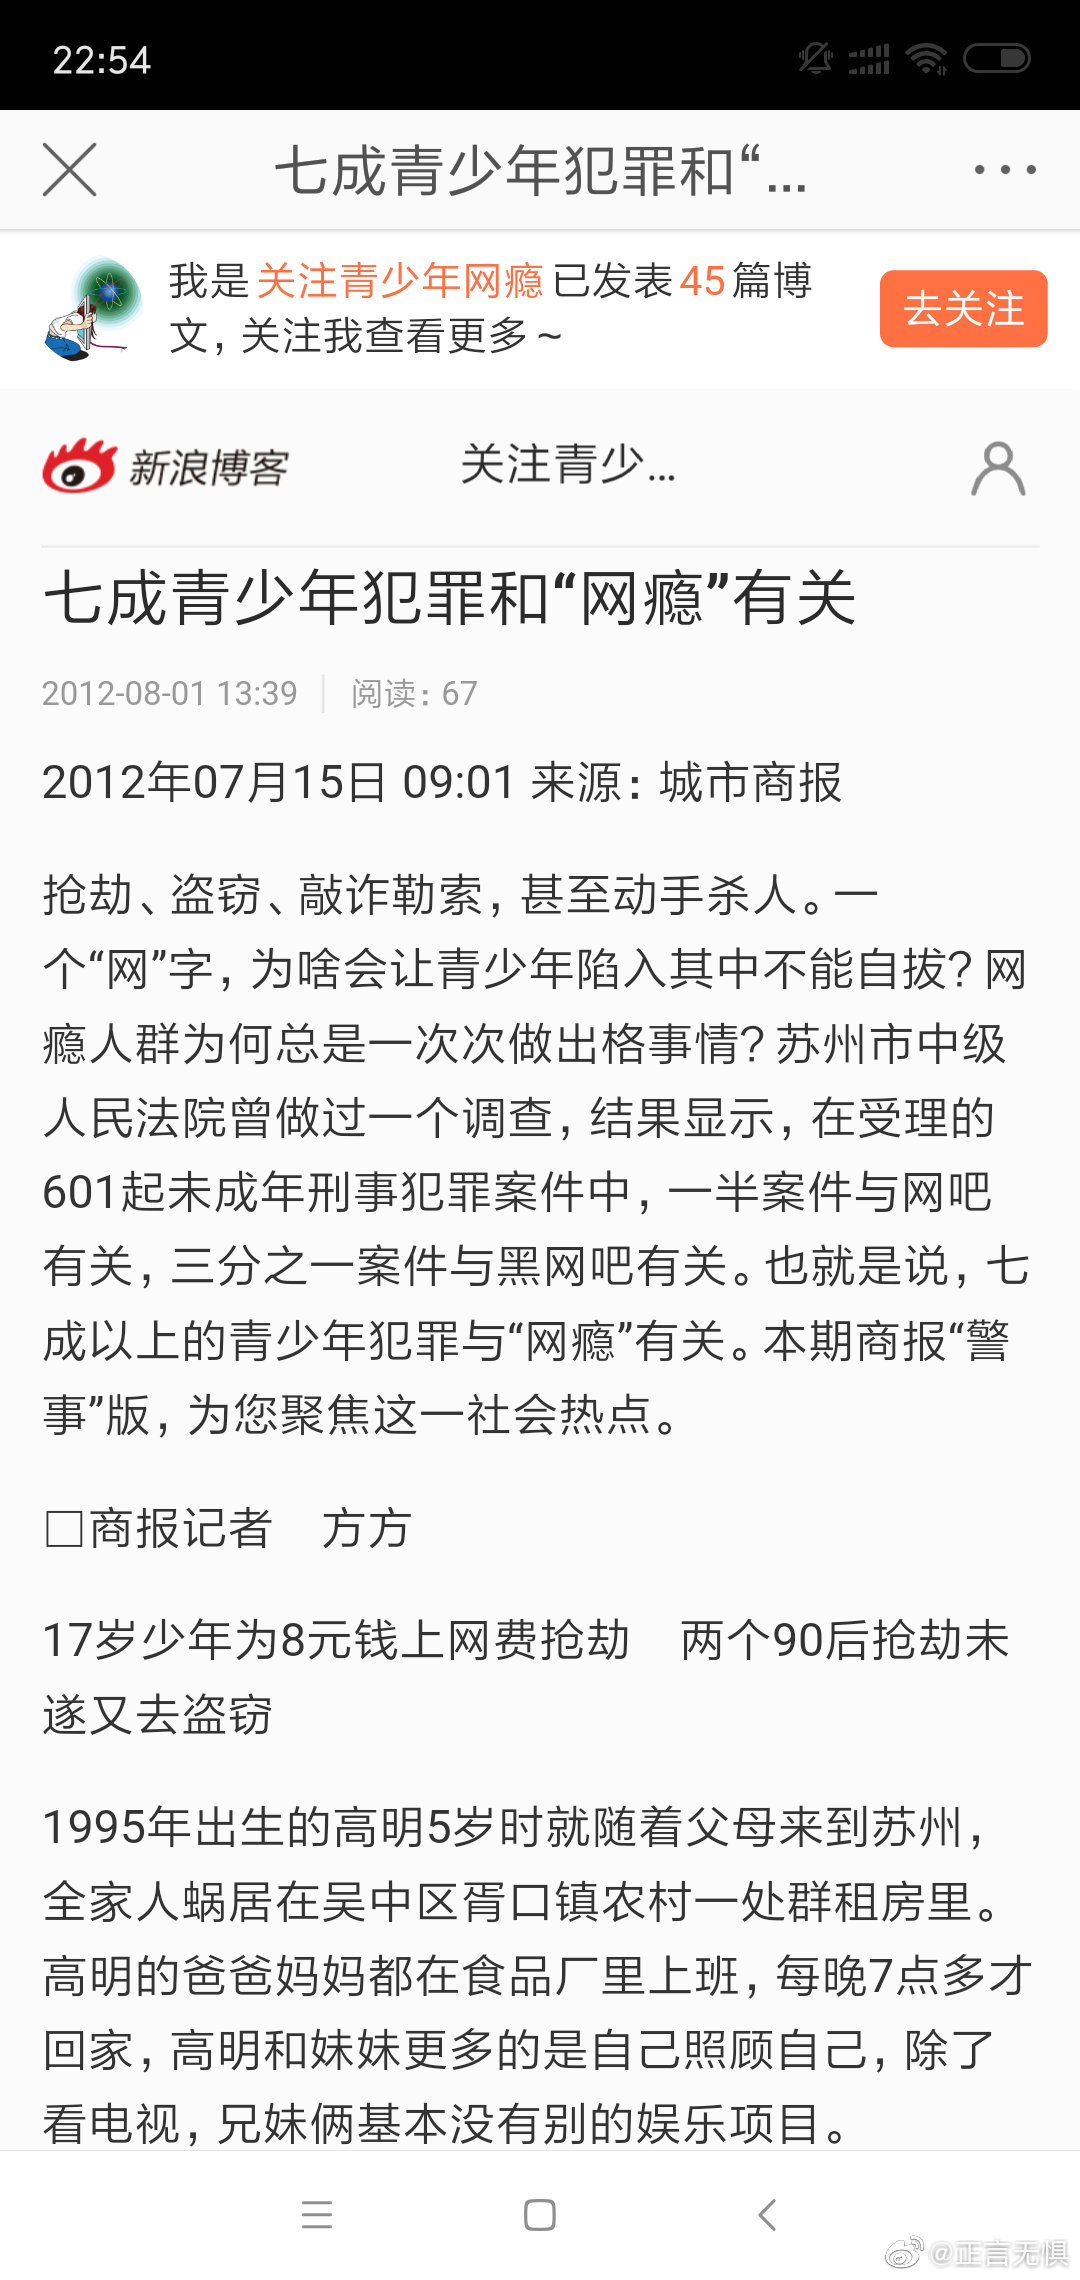 22:54
七成青少年犯罪和“...
我是关注青少年网瘾已发表45篇博
文，关注我查看更多~
去关注
新浪博客
关注青少...
七成青少年犯罪和“网瘾”有关
2012-08-01 13:39 | 阅读：67
2012年07月15日 09:01 来源：城市商报
抢劫、盗窃、敲诈勒索，甚至动手杀人。一
个“网”字，为啥会让青少年陷入其中不能自拔？网
瘾人群为何总是一次次做出格事情？苏州市中级
人民法院曾做过一个调查，结果显示，在受理的
601起未成年刑事犯罪案件中，一半案件与网吧
有关，三分之一案件与黑网吧有关。也就是说，七
成以上的青少年犯罪与“网瘾”有关。本期商报“警
事”版，为您聚焦这一社会热点。
□商报记者　方方
17岁少年为8元钱上网费抢劫　两个90后抢劫未
遂又去盗窃
1995年出生的高明5岁时就随着父母来到苏州，
全家人蜗居在吴中区胥口镇农村一处群租房里。
高明的爸爸妈妈都在食品厂里上班，每晚7点多才
回家，高明和妹妹更多的是自己照顾自己，除了
看电视，兄妹俩基本没有别的娱乐项目。
@正言无惧